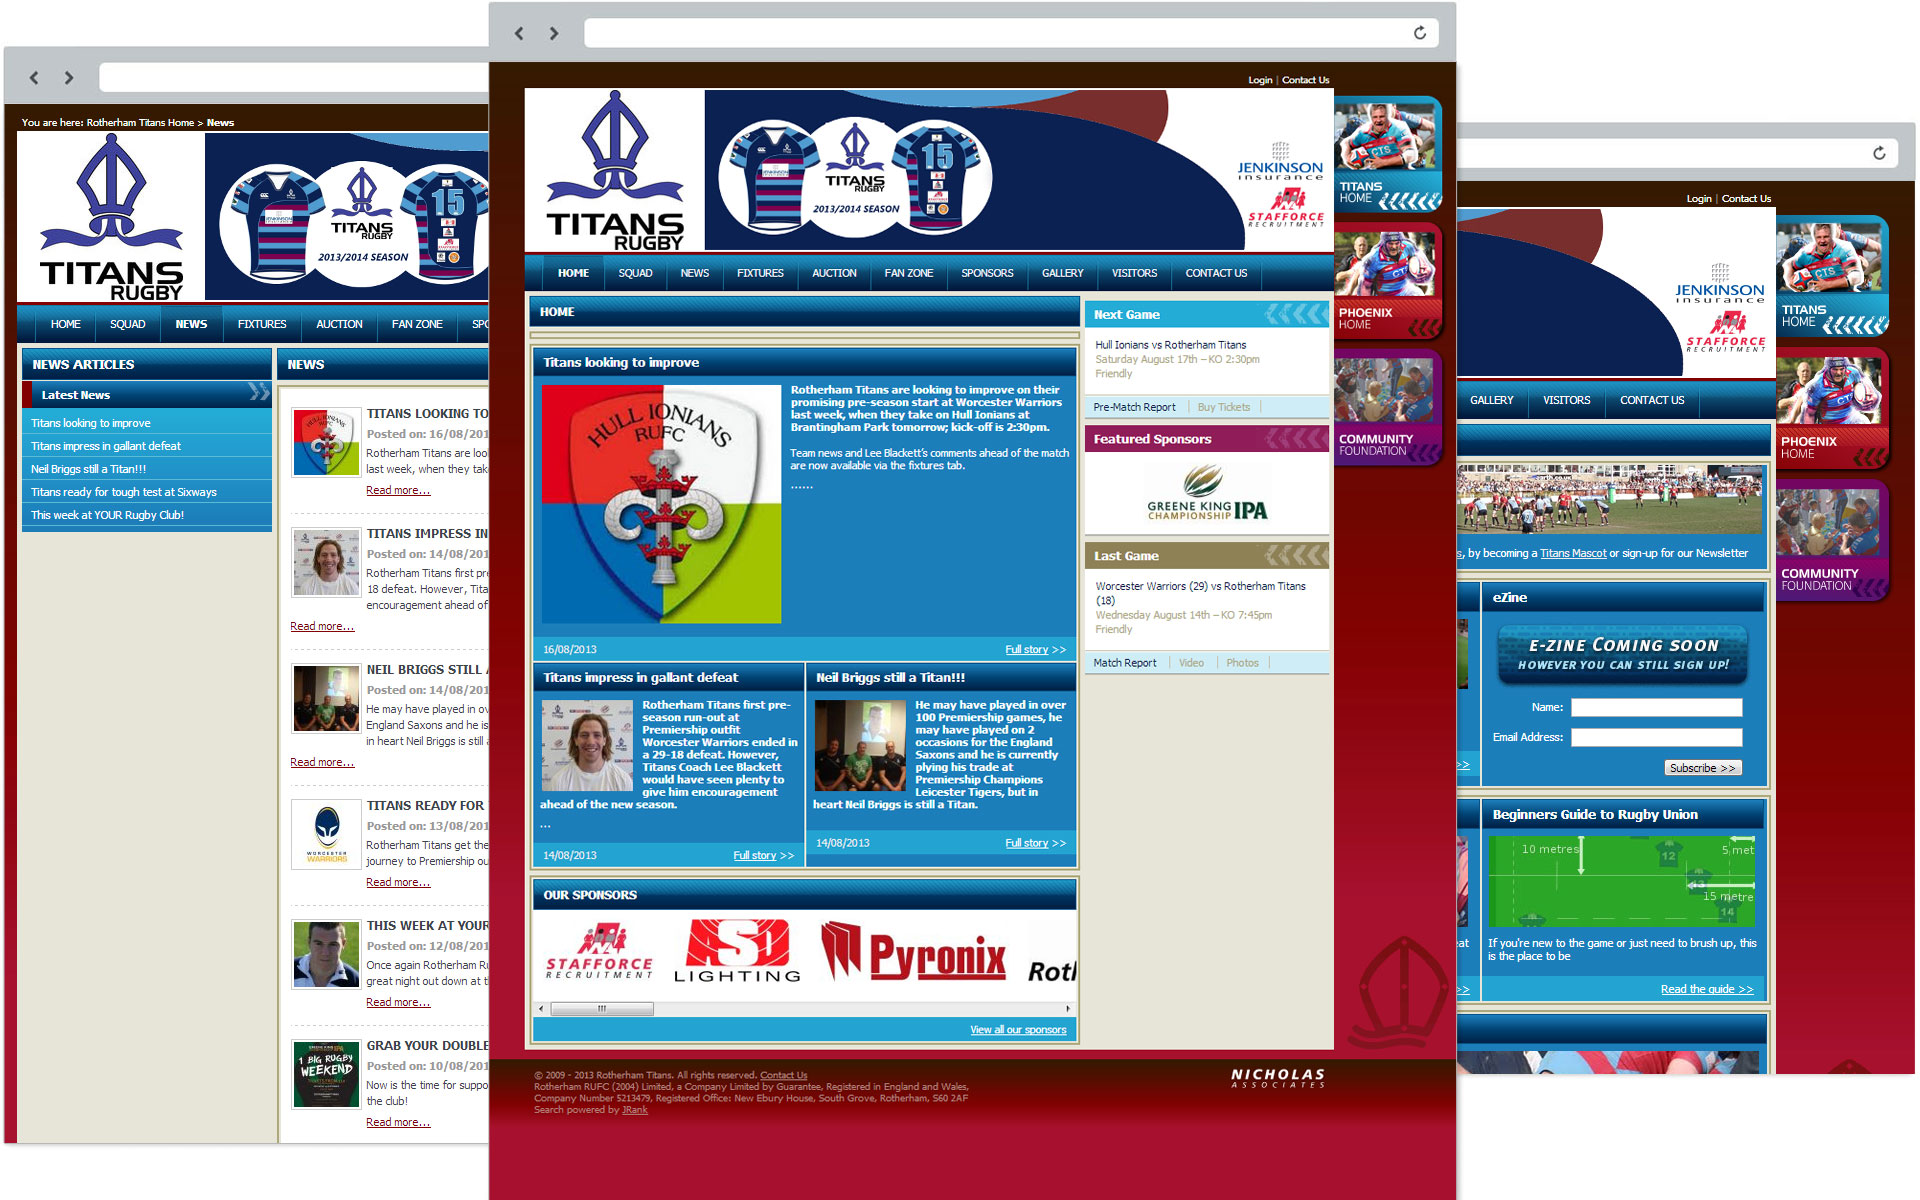 You are here: Rotherham Titans Home > News
TITANS
RUGBY
TITANS
RUGBY
2013/2014 SEASON
15
HOME
SQUAD
NEWS
FIXTURES
AUCTION
FAN ZONE
SPO
NEWS ARTICLES
Latest News
Titans looking to improve
Titans impress in gallant defeat
Neil Briggs still a Titan!!!
Titans ready for tough test at Sixways
This week at YOUR Rugby Club!
NEWS
TITANS LOOKING TO
Posted on: 16/08/201
Rotherham Titans are look
last week, when they take
Read more...
TITANS IMPRESS IN
Posted on: 14/08/201
Rotherham Titans first pre
18 defeat. However, Tita
encouragement ahead of
Read more...
NEIL BRIGGS STILL A
Posted on: 14/08/201
He may have played in ov
England Saxons and he is
in heart Neil Briggs is still a
Read more...
WORCESTER
WARRIORS
TITANS READY FOR
Posted on: 13/08/201
Rotherham Titans get the
journey to Premiership ou
Read more...
THIS WEEK AT YOUR
Posted on: 12/08/201
Once again Rotherham Ru
great night out down at t
Read more...
1 BIG RUGBY
WEEKEND
GRAB YOUR DOUBLE
Posted on: 10/08/201
Now is the time for suppo
the club!
Read more...
Login | Contact Us
TITANS
RUGBY
TITANS
RUGBY
2013/2014 SEASON
15
JENKINSON
insurance
STAFFORCE
RECRUITMENT
HOME
SQUAD
NEWS
FIXTURES
AUCTION
FAN ZONE
SPONSORS
GALLERY
VISITORS
CONTACT US
HOME
Titans looking to improve
HULL IONIANS
RUFC
Rotherham Titans are looking to improve on their
promising pre-season start at Worcester Warriors
last week, when they take on Hull Ionians at
Brantingham Park tomorrow; kick-off is 2:30pm.
Team news and Lee Blackett's comments ahead of the match
are now available via the fixtures tab.
......
16/08/2013
Full story >>
Titans impress in gallant defeat
Rotherham Titans first pre-
season run-out at
Premiership outfit
Worcester Warriors ended in
a 29-18 defeat. However,
Titans Coach Lee Blackett
would have seen plenty to
give him encouragement
ahead of the new season.
...
14/08/2013
Full story >>
Neil Briggs still a Titan!!!
He may have played in over
100 Premiership games, he
may have played on 2
occasions for the England
Saxons and he is currently
plying his trade at
Premiership Champions
Leicester Tigers, but in
heart Neil Briggs is still a Titan.
14/08/2013
Full story >>
OUR SPONSORS
STAFFORCE
RECRUITMENT
ASD
LIGHTING
Pyronix
Roth
View all our sponsors
Next Game
Hull Ionians vs Rotherham Titans
Saturday August 17th – KO 2:30pm
Friendly
Pre-Match Report | Buy Tickets |
Featured Sponsors
GREENE KING IPA
CHAMPIONSHIP
Last Game
Worcester Warriors (29) vs Rotherham Titans
(18)
Wednesday August 14th – KO 7:45pm
Friendly
Match Report | Video | Photos |
CTS
TITANS
HOME
CTS
PHOENIX
HOME
COMMUNITY
FOUNDATION
© 2009 - 2013 Rotherham Titans. All rights reserved. Contact Us
Rotherham RUFC (2004) Limited, a Company Limited by Guarantee, Registered in England and Wales,
Company Number 5213479, Registered Office: New Ebury House, South Grove, Rotherham, S60 2AF
Search powered by JRank
NICHOLAS
ASSOCIATES
Login | Contact Us
JENKINSON
insurance
STAFFORCE
RECRUITMENT
GALLERY
VISITORS
CONTACT US
s, by becoming a Titans Mascot or sign-up for our Newsletter
eZine
E-ZINE COMING SOON
HOWEVER YOU CAN STILL SIGN UP!
Name:
Email Address:
Subscribe >>
>>
Beginners Guide to Rugby Union
10 metres
5 met
12
13
15 metre
14
eat
If you're new to the game or just need to brush up, this
is the place to be
>>
Read the guide >>
CTS
TITANS
HOME
CTS
PHOENIX
HOME
COMMUNITY
FOUNDATION